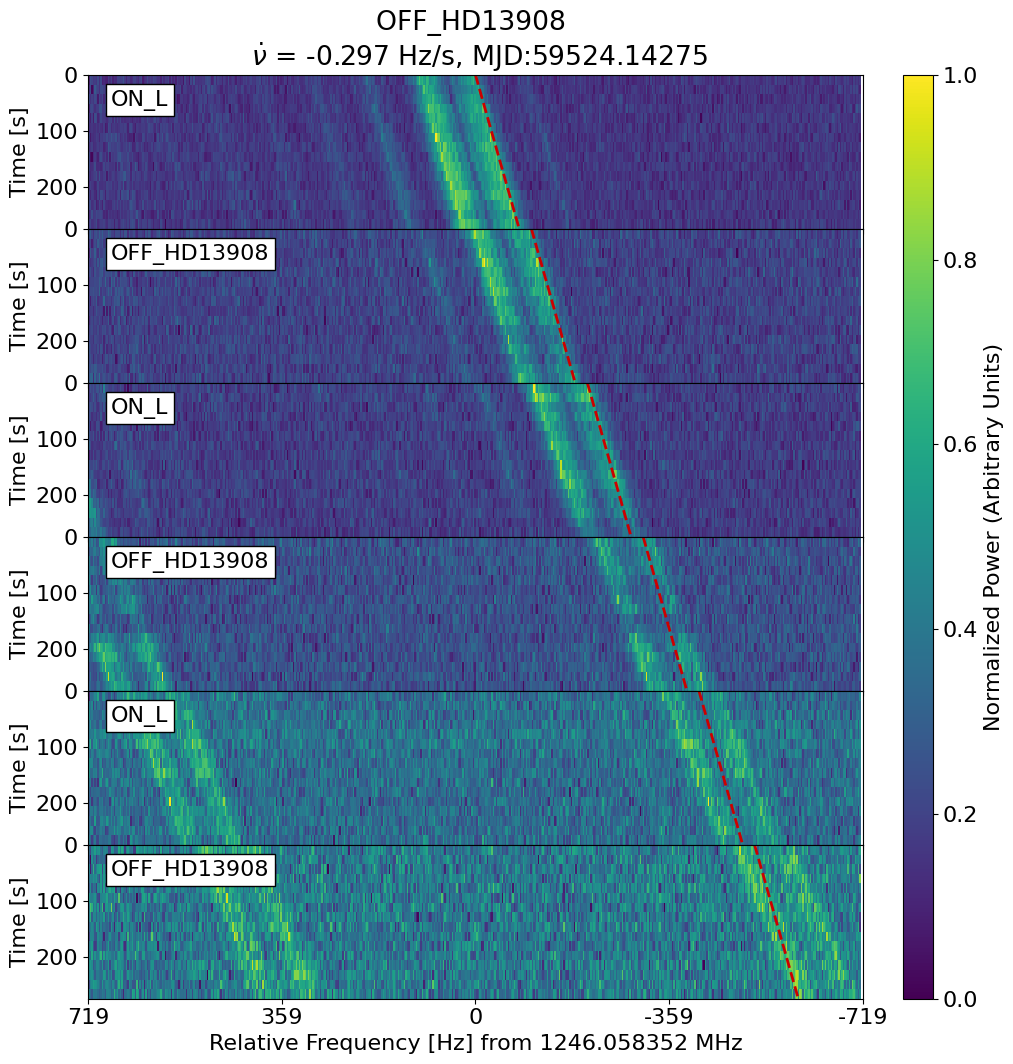 OFF_HD13908
ν̇ = -0.297 Hz/s, MJD:59524.14275
0
ON_L
100
Time [s]
200
0
OFF_HD13908
100
Time [s]
200
0
ON_L
100
Time [s]
200
0
OFF_HD13908
100
Time [s]
200
0
ON_L
100
Time [s]
200
0
OFF_HD13908
100
Time [s]
200
719 359 0 -359 -719
Relative Frequency [Hz] from 1246.058352 MHz
1.0
0.8
0.6
0.4
0.2
0.0
Normalized Power (Arbitrary Units)